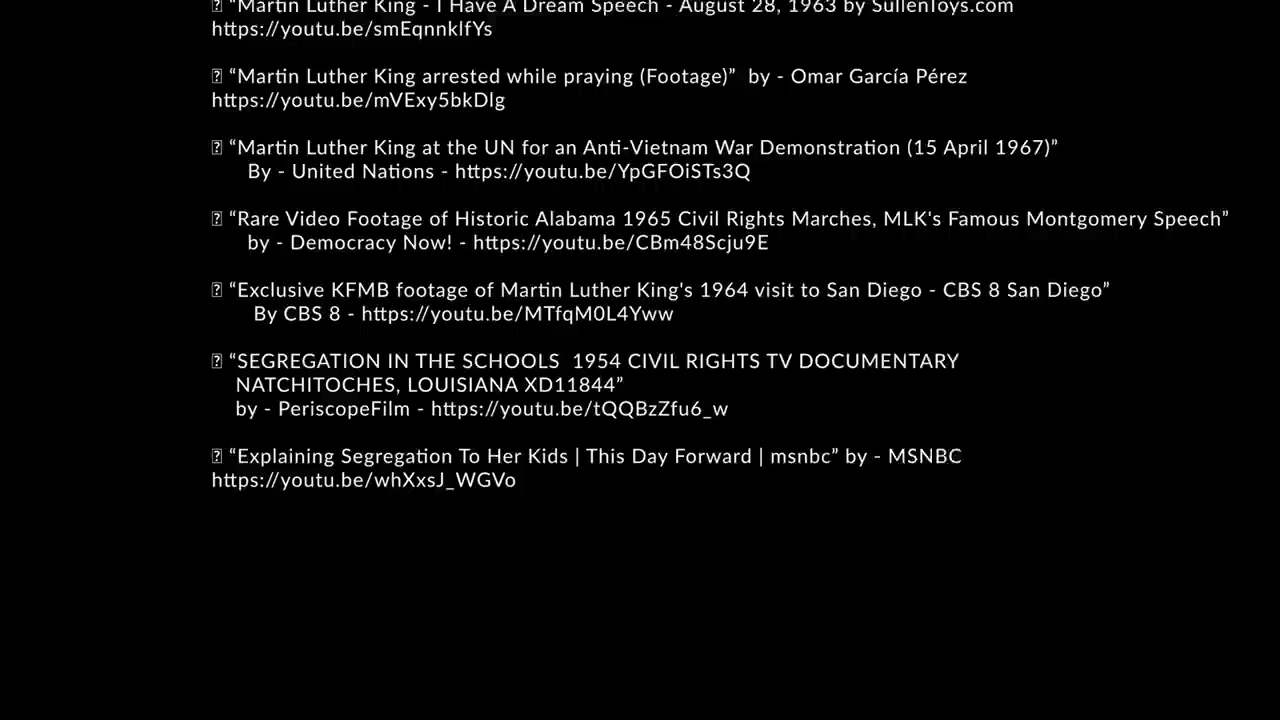 ⍰ “Martin Luther King - I Have A Dream Speech - August 28, 1963 by SullenToys.com
https://youtu.be/smEqnnklfYs
⍰ “Martin Luther King arrested while praying (Footage)”  by - Omar García Pérez
https://youtu.be/mVExy5bkDlg
⍰ “Martin Luther King at the UN for an Anti-Vietnam War Demonstration (15 April 1967)”
By - United Nations - https://youtu.be/YpGFOiSTs3Q
⍰ “Rare Video Footage of Historic Alabama 1965 Civil Rights Marches, MLK's Famous Montgomery Speech”
by - Democracy Now! - https://youtu.be/CBm48Scju9E
⍰ “Exclusive KFMB footage of Martin Luther King's 1964 visit to San Diego - CBS 8 San Diego”
By CBS 8 - https://youtu.be/MTfqM0L4Yww
⍰ “SEGREGATION IN THE SCHOOLS  1954 CIVIL RIGHTS TV DOCUMENTARY
NATCHITOCHES, LOUISIANA XD11844”
by - PeriscopeFilm - https://youtu.be/tQQBzZfu6_w
⍰ “Explaining Segregation To Her Kids | This Day Forward | msnbc” by - MSNBC
https://youtu.be/whXxsJ_WGVo